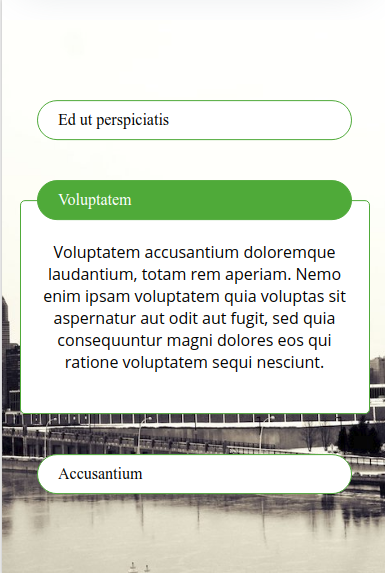 Ed ut perspiciatis
Voluptatem
Voluptatem accusantium doloremque
laudantium, totam rem aperiam. Nemo
enim ipsam voluptatem quia voluptas sit
aspernatur aut odit aut fugit, sed quia
consequuntur magni dolores eos qui
ratione voluptatem sequi nesciunt.
Accusantium